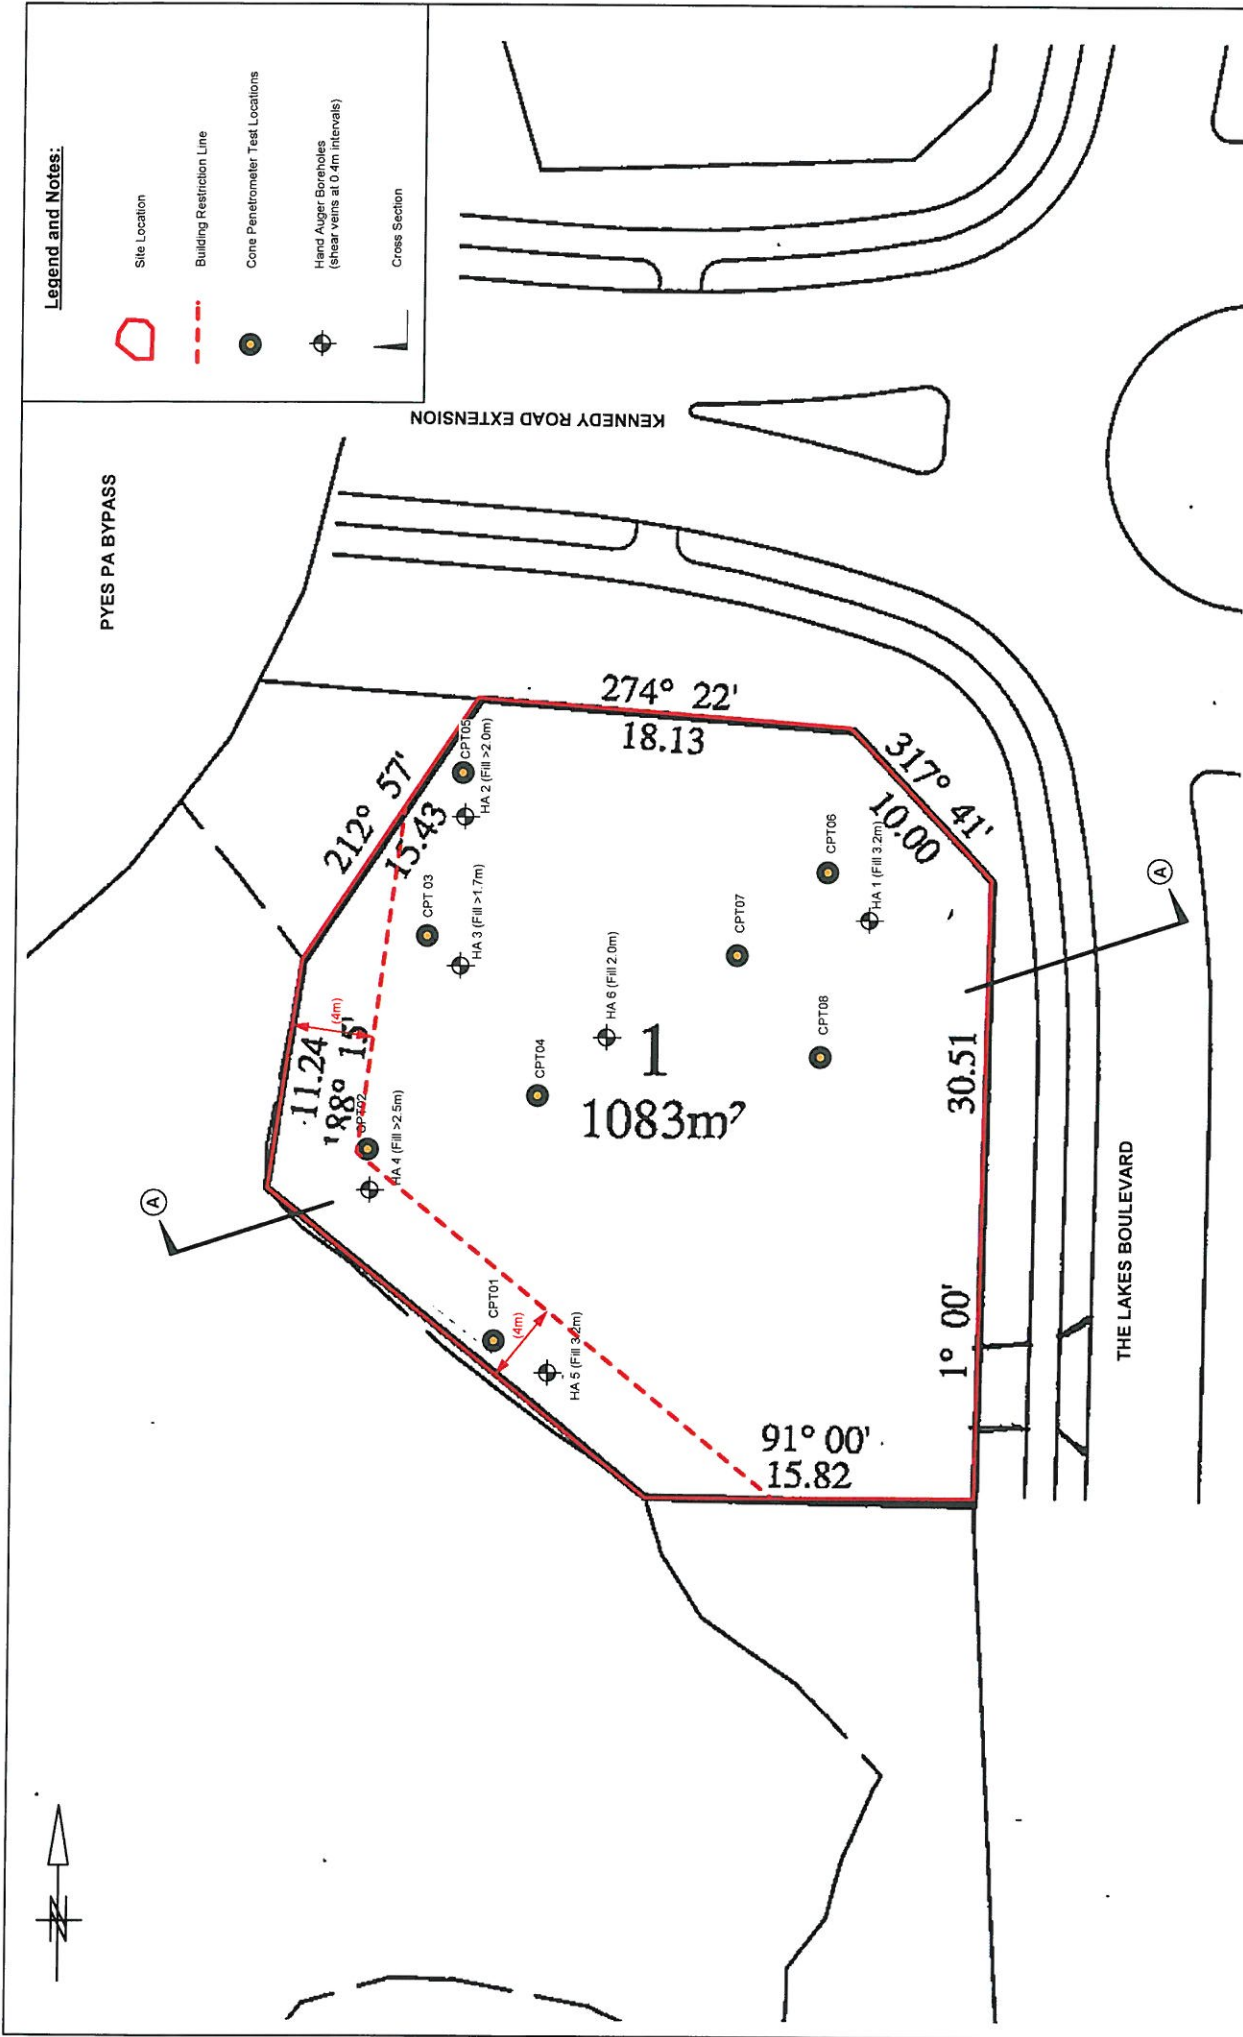 Legend and Notes:
Site Location
Building Restriction Line
Cone Penetrometer Test Locations
Hand Auger Boreholes
(shear veins at 0.4m intervals)
Cross Section
PYES PA BYPASS
KENNEDY ROAD EXTENSION
N
212° 57'
15.43
274° 22'
18.13
317° 41'
10.00
11.24
188° 15'
(4m)
CPT05
HA 2 (Fill >2.0m)
CPT 03
HA 3 (Fill >1.7m)
CPT02
HA 4 (Fill >2.5m)
CPT04
HA 6 (Fill 2.0m)
CPT07
CPT06
HA 1 (Fill 3.2m)
CPT08
1
1083m²
CPT01
(4m)
HA 5 (Fill 3.2m)
A
A
30.51
1° 00'
91° 00'
15.82
THE LAKES BOULEVARD